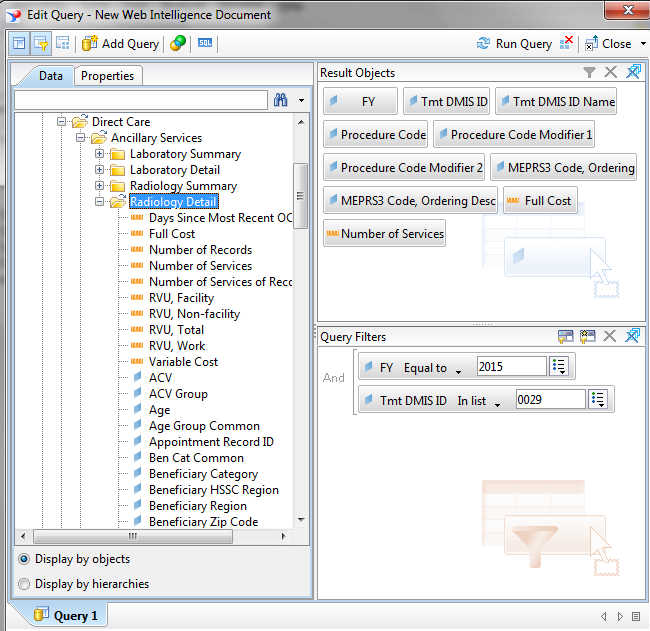 Edit Query - New Web Intelligence Document
Add Query
SQL
Run Query
Close
Data
Properties
Direct Care
Ancillary Services
Laboratory Summary
Laboratory Detail
Radiology Summary
Radiology Detail
Days Since Most Recent OC
Full Cost
Number of Records
Number of Services
Number of Services of Reco
RVU, Facility
RVU, Non-facility
RVU, Total
RVU, Work
Variable Cost
ACV
ACV Group
Age
Age Group Common
Appointment Record ID
Ben Cat Common
Beneficiary Category
Beneficiary HSSC Region
Beneficiary Region
Beneficiary Zip Code
Display by objects
Display by hierarchies
Result Objects
FY
Tmt DMIS ID
Tmt DMIS ID Name
Procedure Code
Procedure Code Modifier 1
Procedure Code Modifier 2
MEPRS3 Code, Ordering
MEPRS3 Code, Ordering Desc
Full Cost
Number of Services
Query Filters
And
FY Equal to 2015
Tmt DMIS ID In list 0029
Query 1